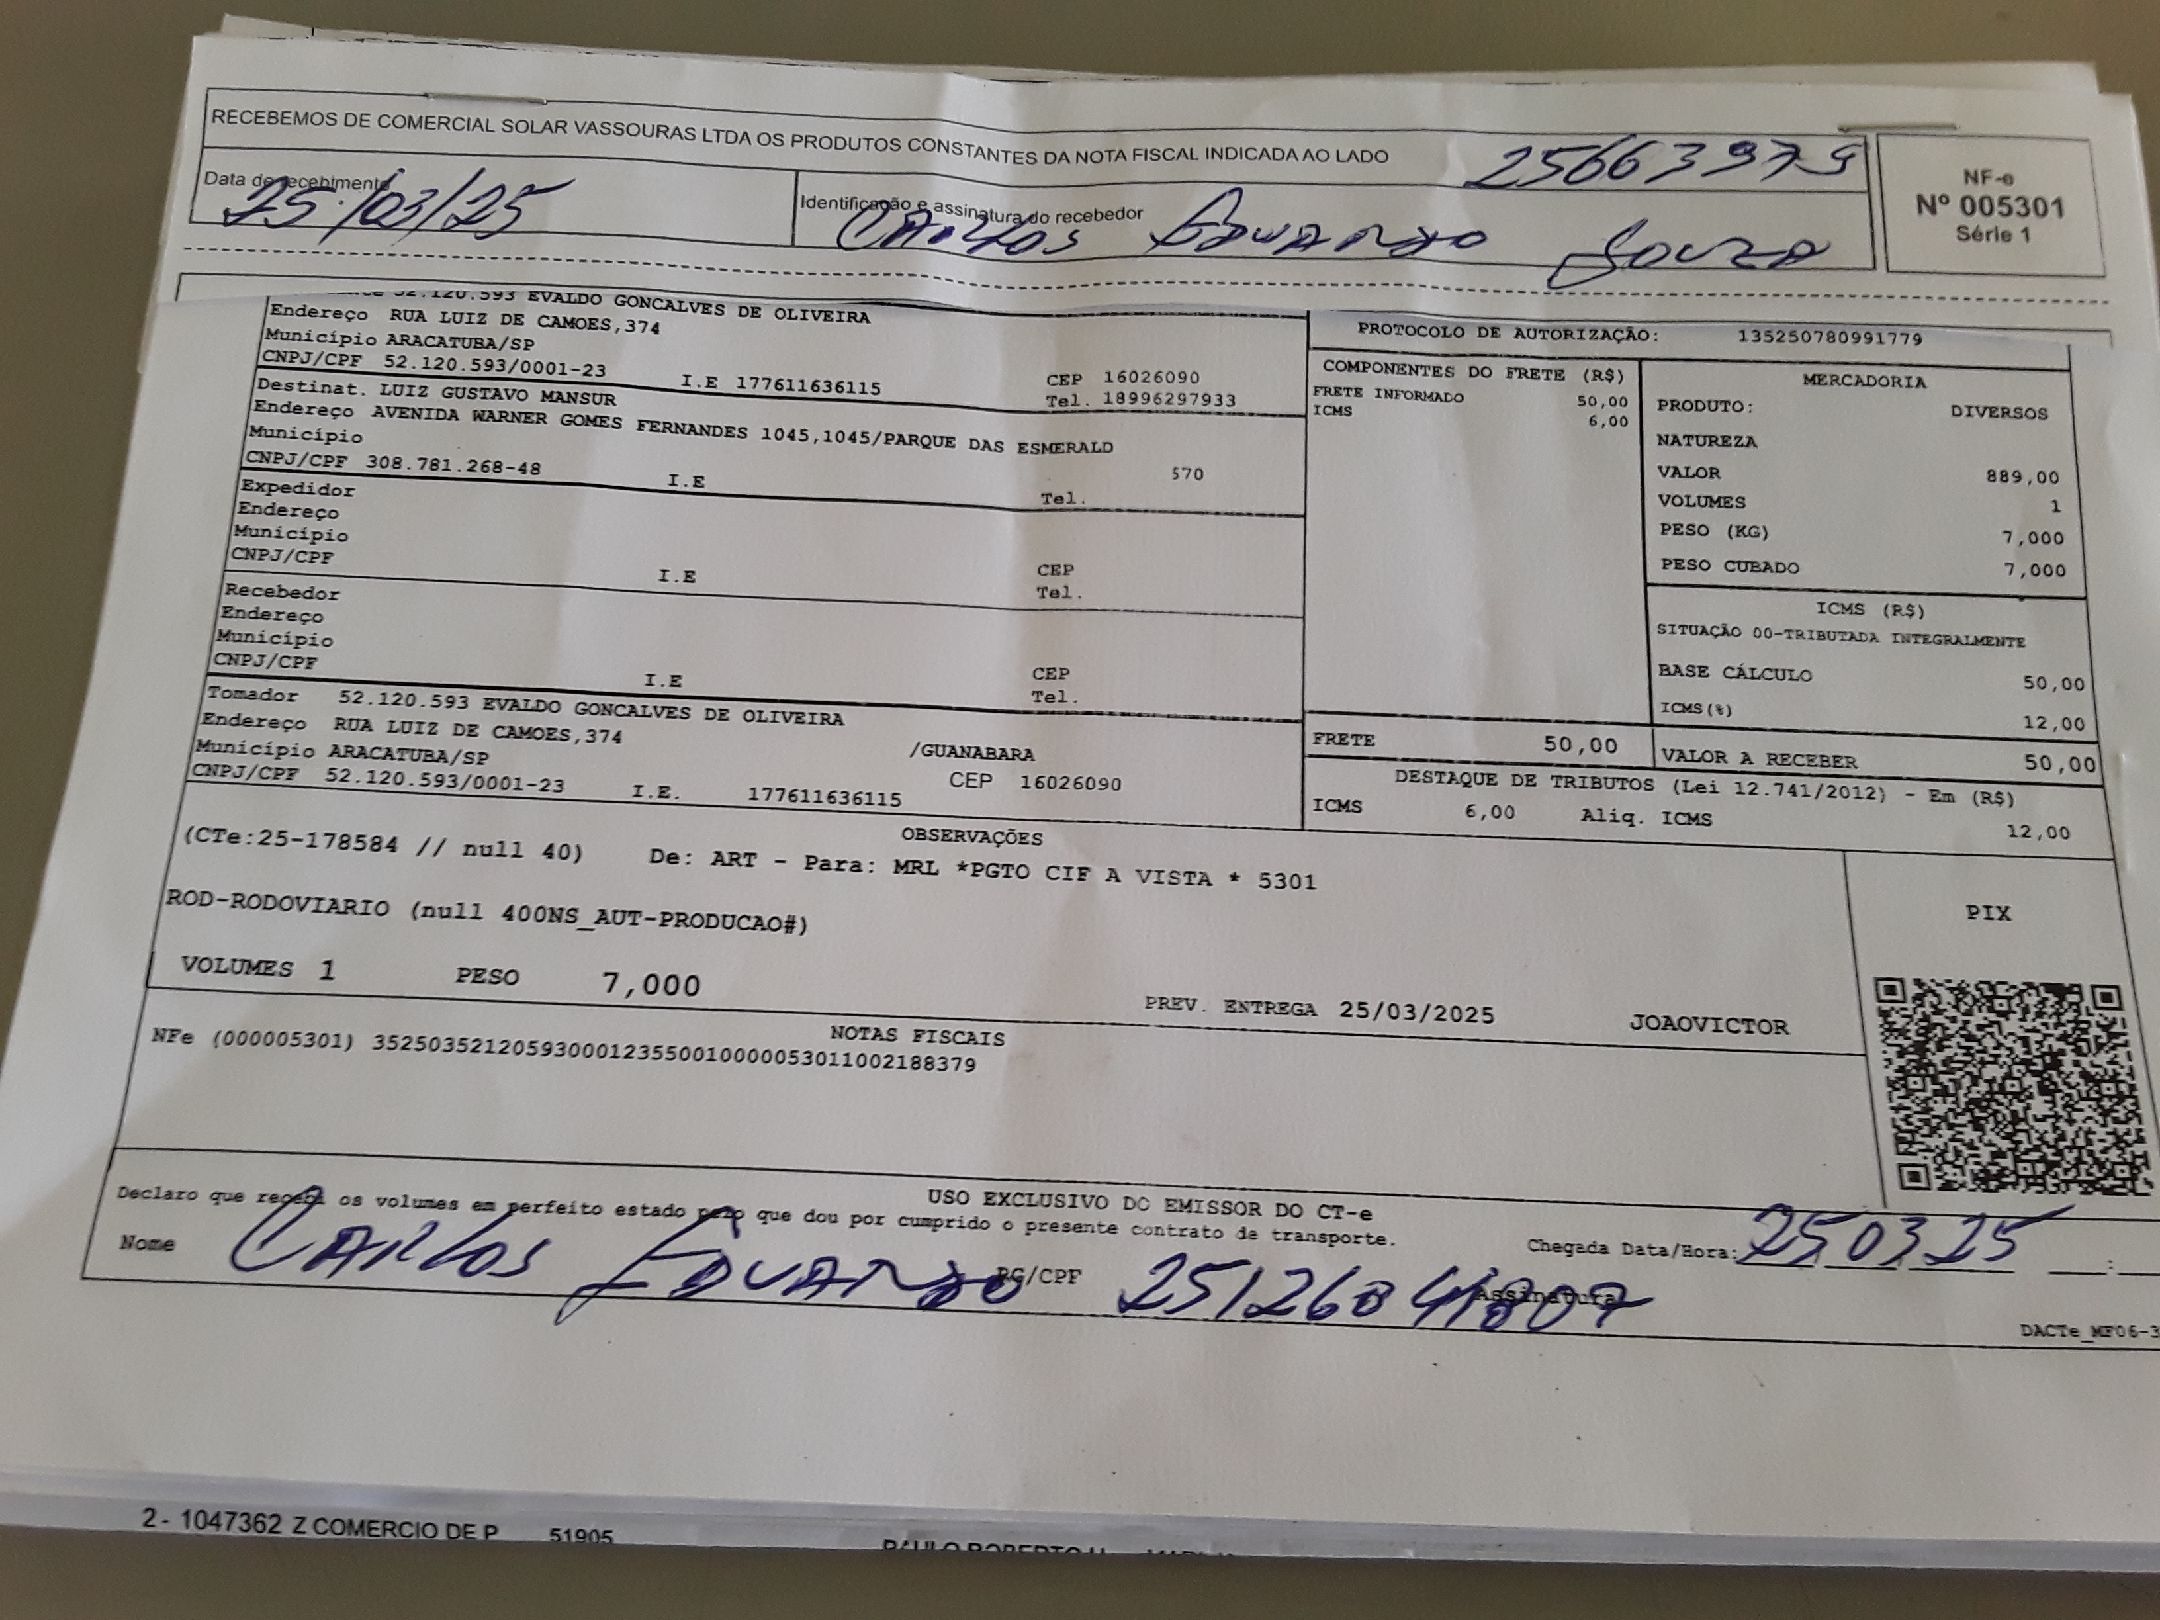 RECEBEMOS DE COMERCIAL SOLAR VASSOURAS LTDA OS PRODUTOS CONSTANTES DA NOTA FISCAL INDICADA AO LADO
Data de recebimento
25/03/25
Identificação e assinatura do recebedor
Carlos Eduardo Souza
NF-e
Nº 005301
Série 1
52.120.593 EVALDO GONCALVES DE OLIVEIRA
Endereço RUA LUIZ DE CAMOES,374
Município ARACATUBA/SP
CNPJ/CPF 52.120.593/0001-23 I.E 177611636115
CEP 16026090
Tel. 18996297933
Destinat. LUIZ GUSTAVO MANSUR
Endereço AVENIDA WARNER GOMES FERNANDES 1045,1045/PARQUE DAS ESMERALD
Município 570
CNPJ/CPF 308.781.268-48 I.E Tel.
Expedidor
Endereço
Município CEP
CNPJ/CPF I.E Tel.
Recebedor
Endereço
Município CEP
CNPJ/CPF I.E Tel.
Tomador 52.120.593 EVALDO GONCALVES DE OLIVEIRA
Endereço RUA LUIZ DE CAMOES,374 /GUANABARA
Município ARACATUBA/SP CEP 16026090
CNPJ/CPF 52.120.593/0001-23 I.E. 177611636115
PROTOCOLO DE AUTORIZAÇÃO: 135250780991779
COMPONENTES DO FRETE (R$)
FRETE INFORMADO 50,00
ICMS 6,00
MERCADORIA
PRODUTO: DIVERSOS
NATUREZA
VALOR 889,00
VOLUMES 1
PESO (KG) 7,000
PESO CUBADO 7,000
ICMS (R$)
SITUAÇÃO 00-TRIBUTADA INTEGRALMENTE
BASE CÁLCULO 50,00
ICMS(%) 12,00
FRETE 50,00 VALOR A RECEBER 50,00
DESTAQUE DE TRIBUTOS (Lei 12.741/2012) - Em (R$)
ICMS 6,00 Aliq. ICMS 12,00
OBSERVAÇÕES
(CTe:25-178584 // null 40) De: ART - Para: MRL *PGTO CIF A VISTA * 5301
ROD-RODOVIARIO (null 400NS_AUT-PRODUCAO#)
PIX
VOLUMES 1 PESO 7,000 PREV. ENTREGA 25/03/2025 JOAOVICTOR
NOTAS FISCAIS
NFe (000005301) 35250352120593000123550010000053011002188379
USO EXCLUSIVO DO EMISSOR DO CT-e
Declaro que recebi os volumes em perfeito estado pelo que dou por cumprido o presente contrato de transporte.
Nome Carlos Eduardo RG/CPF Assinatura
Chegada Data/Hora: 25 03 25 :
DACTe_MF06-3
2 - 1047362 Z COMERCIO DE P 51905